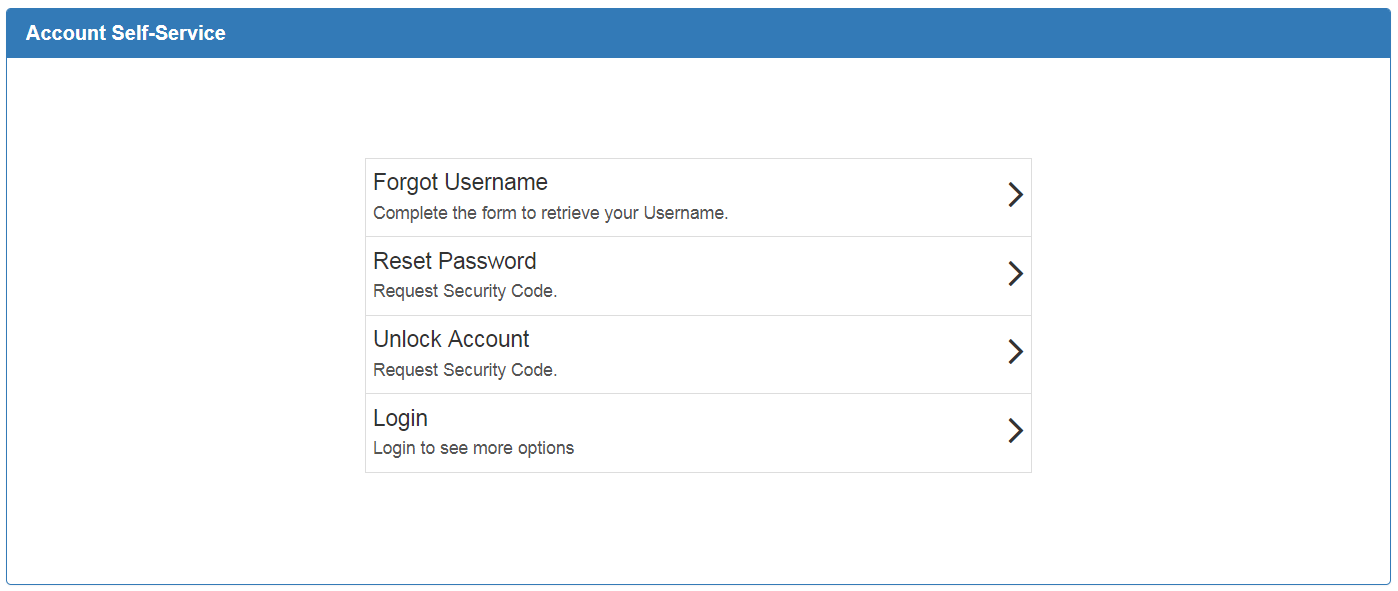 Account Self-Service
Forgot Username
Complete the form to retrieve your Username.
Reset Password
Request Security Code.
Unlock Account
Request Security Code.
Login
Login to see more options